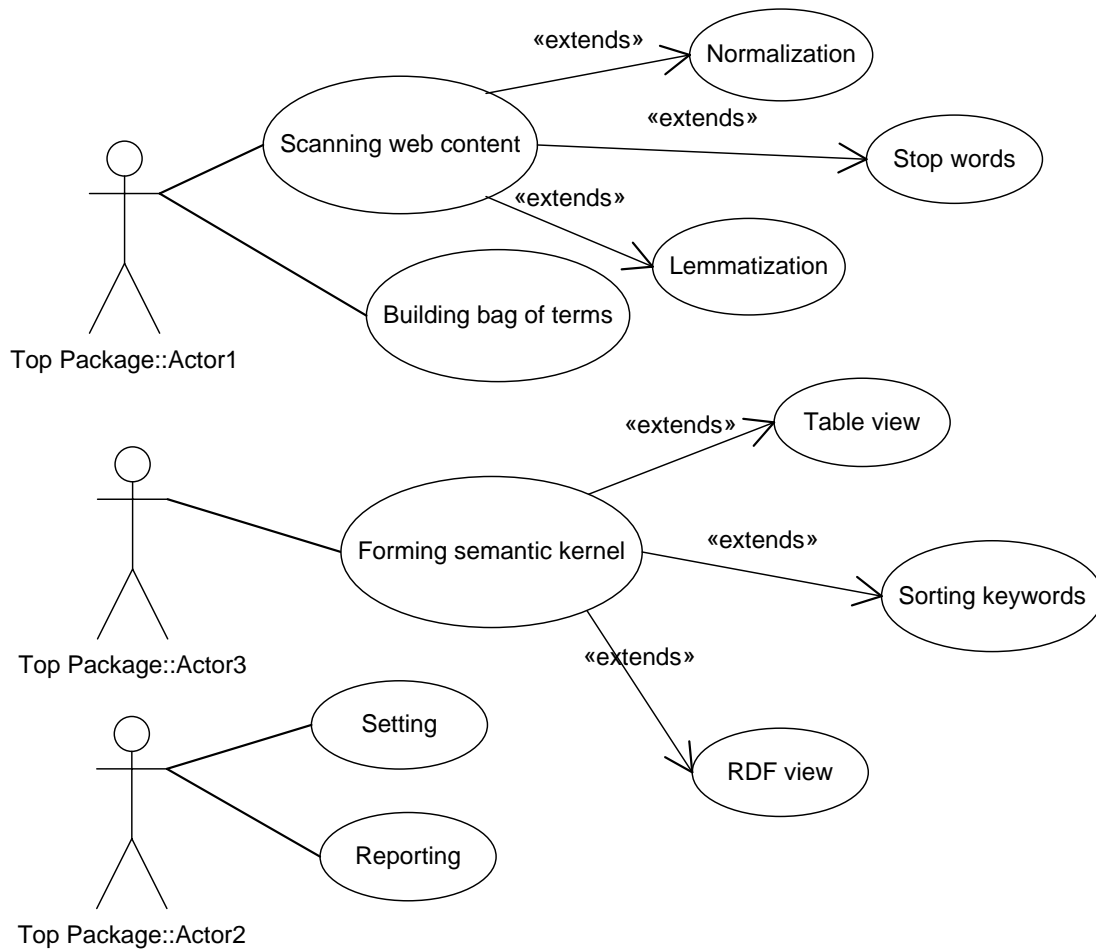 «extends»
Normalization
«extends»
Scanning web content
Stop words
«extends»
Lemmatization
Building bag of terms
Top Package::Actor1
«extends»
Table view
«extends»
Forming semantic kernel
Sorting keywords
«extends»
Top Package::Actor3
Setting
RDF view
Reporting
Top Package::Actor2